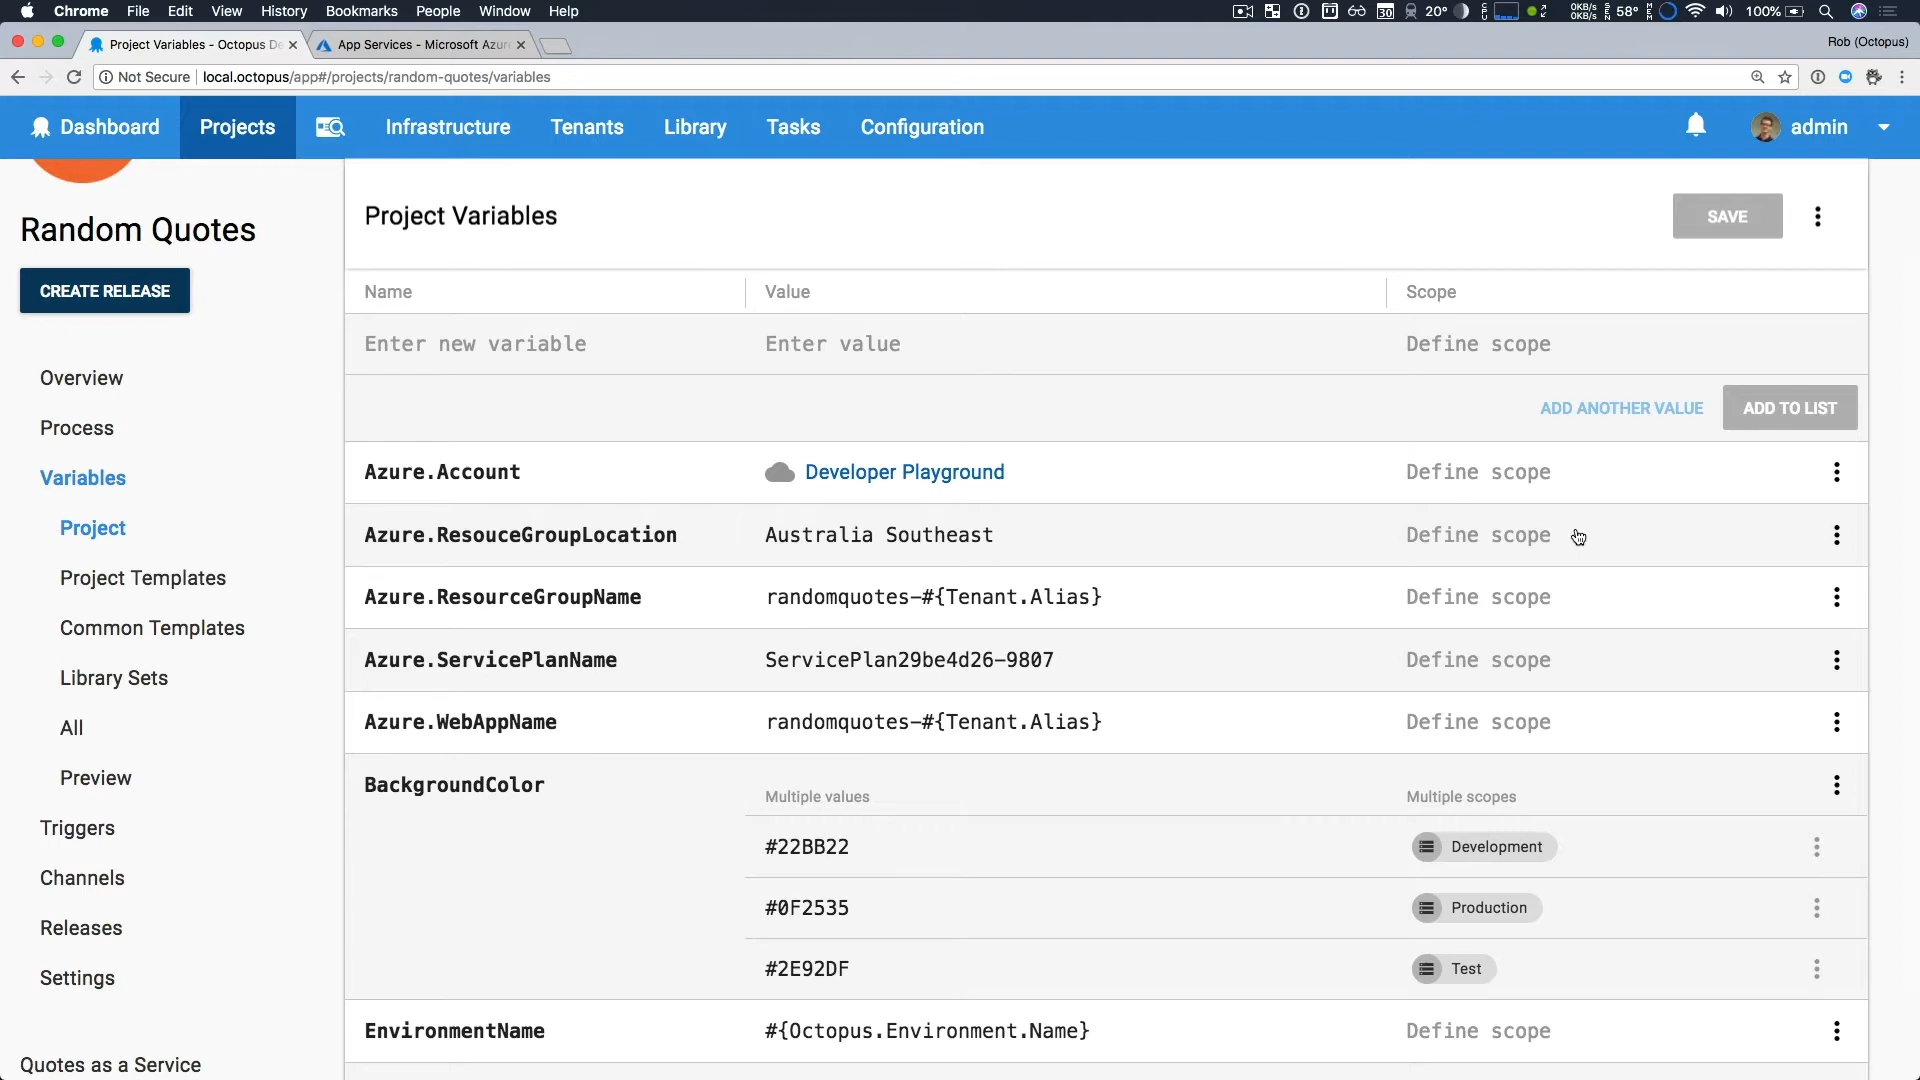 Chrome File Edit View History Bookmarks People Window Help 30 20° 0KB/s 0KB/s 58° 100%
Project Variables - Octopus De App Services - Microsoft Azure Rob (Octopus)
Not Secure local.octopus/app#/projects/random-quotes/variables
Dashboard Projects Infrastructure Tenants Library Tasks Configuration admin
Random Quotes
CREATE RELEASE
Overview
Process
Variables
Project
Project Templates
Common Templates
Library Sets
All
Preview
Triggers
Channels
Releases
Settings
Quotes as a Service
Project Variables SAVE
Name Value Scope
Enter new variable Enter value Define scope
ADD ANOTHER VALUE ADD TO LIST
Azure.Account Developer Playground Define scope
Azure.ResouceGroupLocation Australia Southeast Define scope
Azure.ResourceGroupName randomquotes-#{Tenant.Alias} Define scope
Azure.ServicePlanName ServicePlan29be4d26-9807 Define scope
Azure.WebAppName randomquotes-#{Tenant.Alias} Define scope
BackgroundColor Multiple values Multiple scopes
#22BB22 Development
#0F2535 Production
#2E92DF Test
EnvironmentName #{Octopus.Environment.Name} Define scope